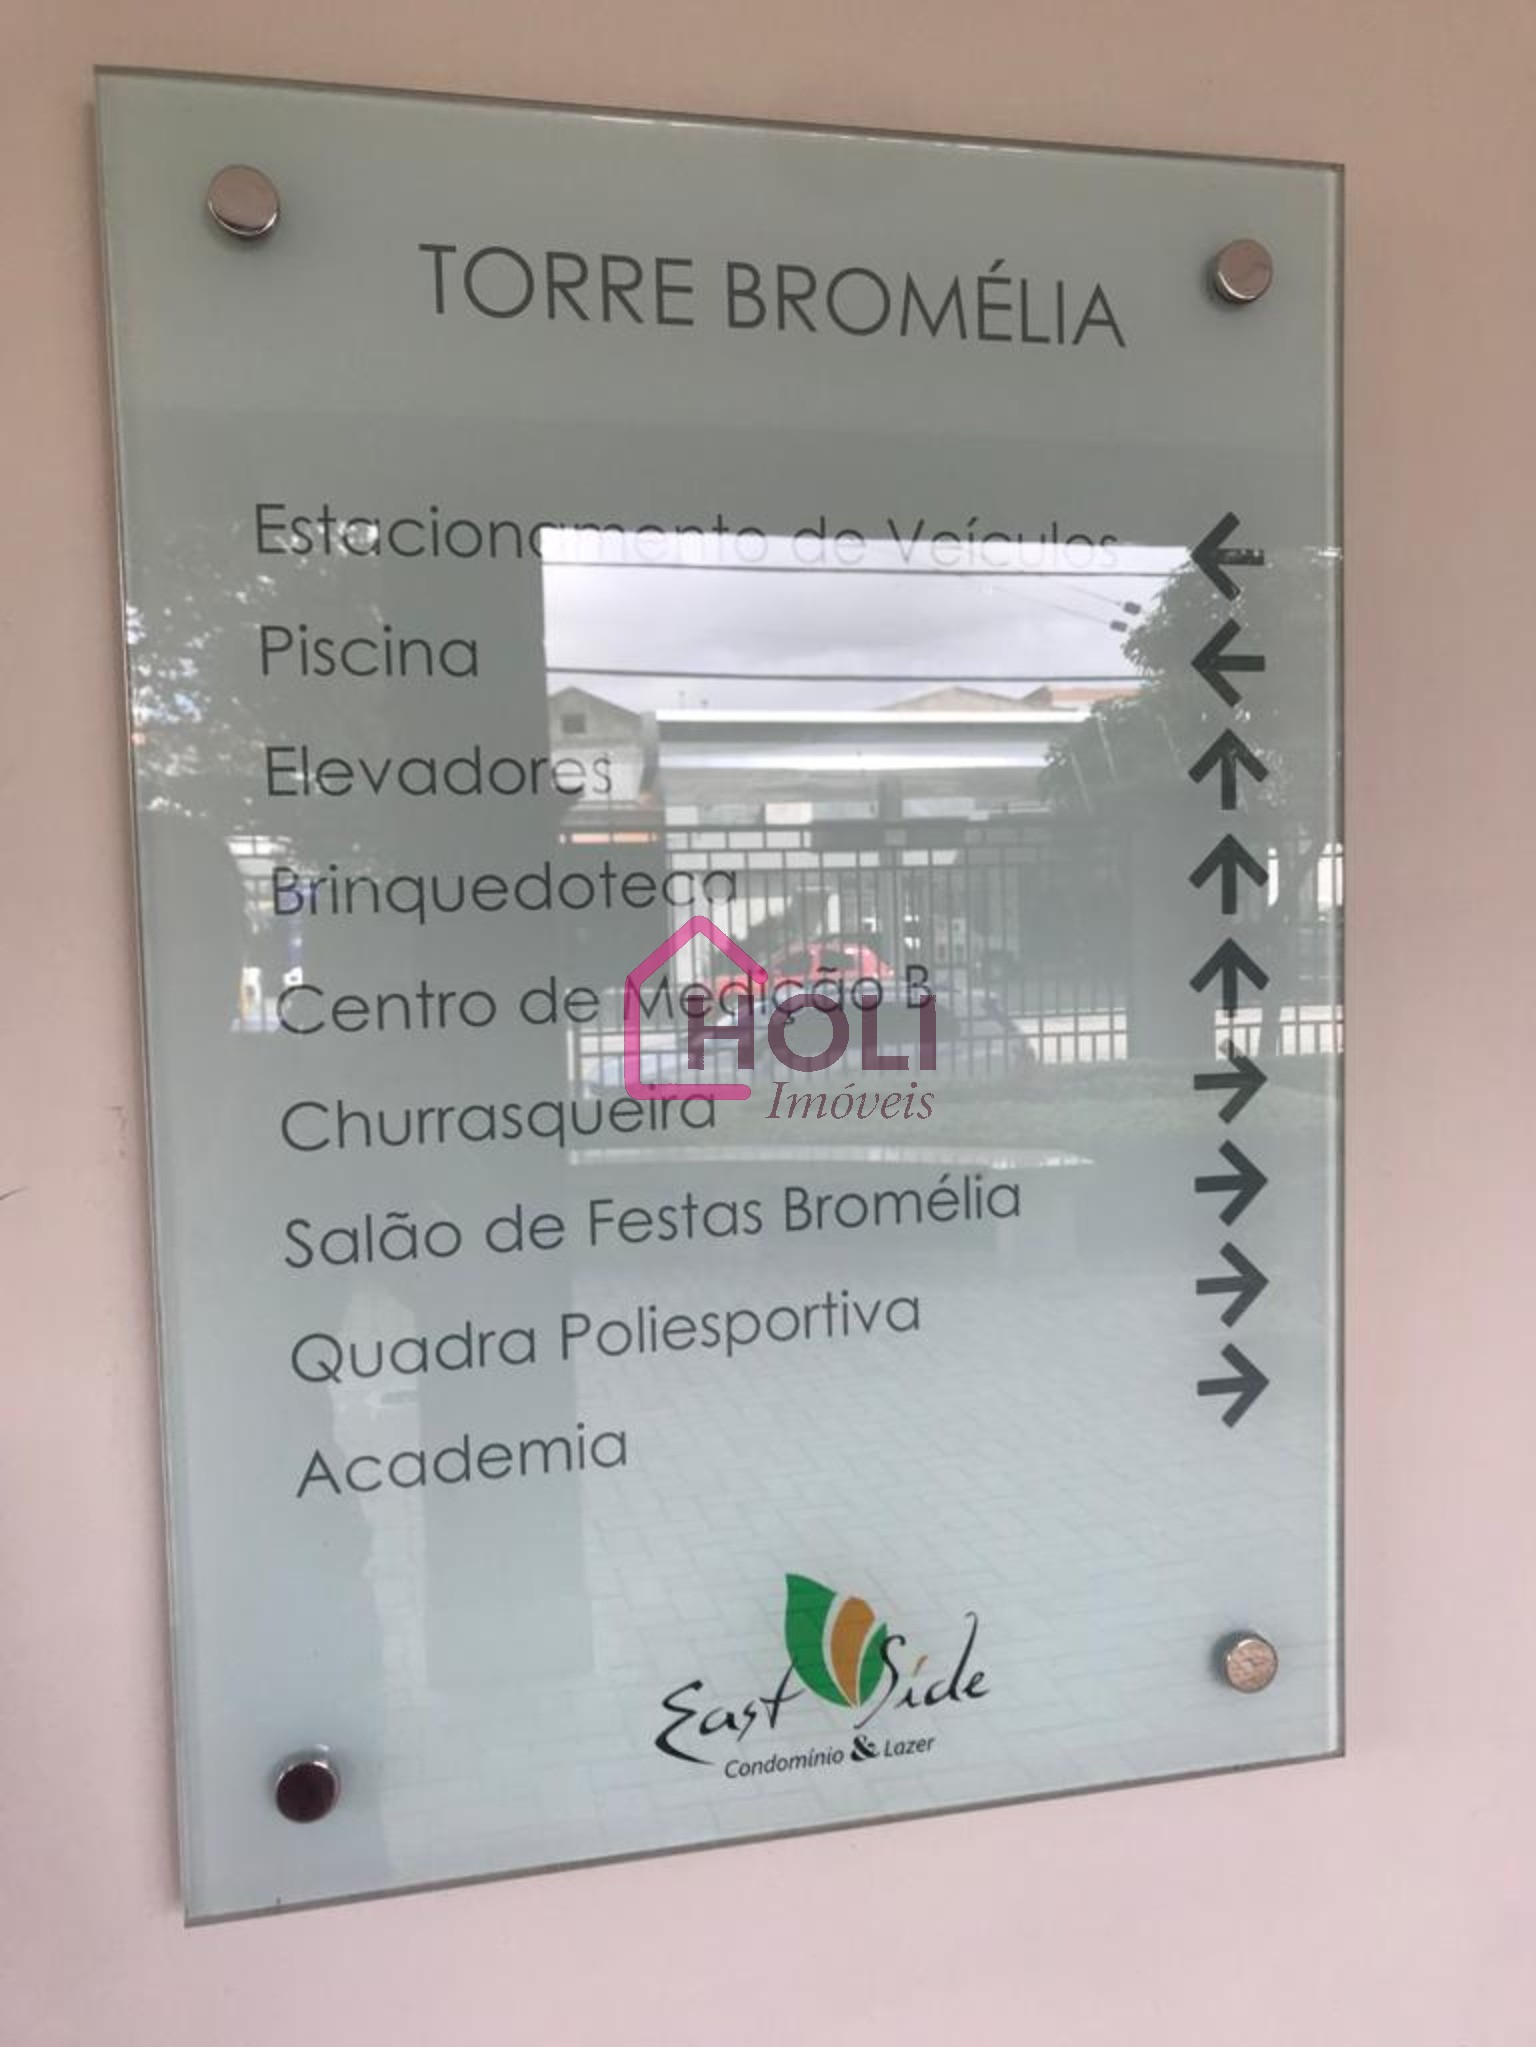 TORRE BROMÉLIA
Estacionamento de Veículos ←
Piscina ←
Elevadores ↑
Brinquedoteca ↑
Centro de Medição B ↑
Churrasqueira →
Salão de Festas Bromélia →
Quadra Poliesportiva →
Academia →
HOLI
Imóveis
East Side
Condomínio & Lazer